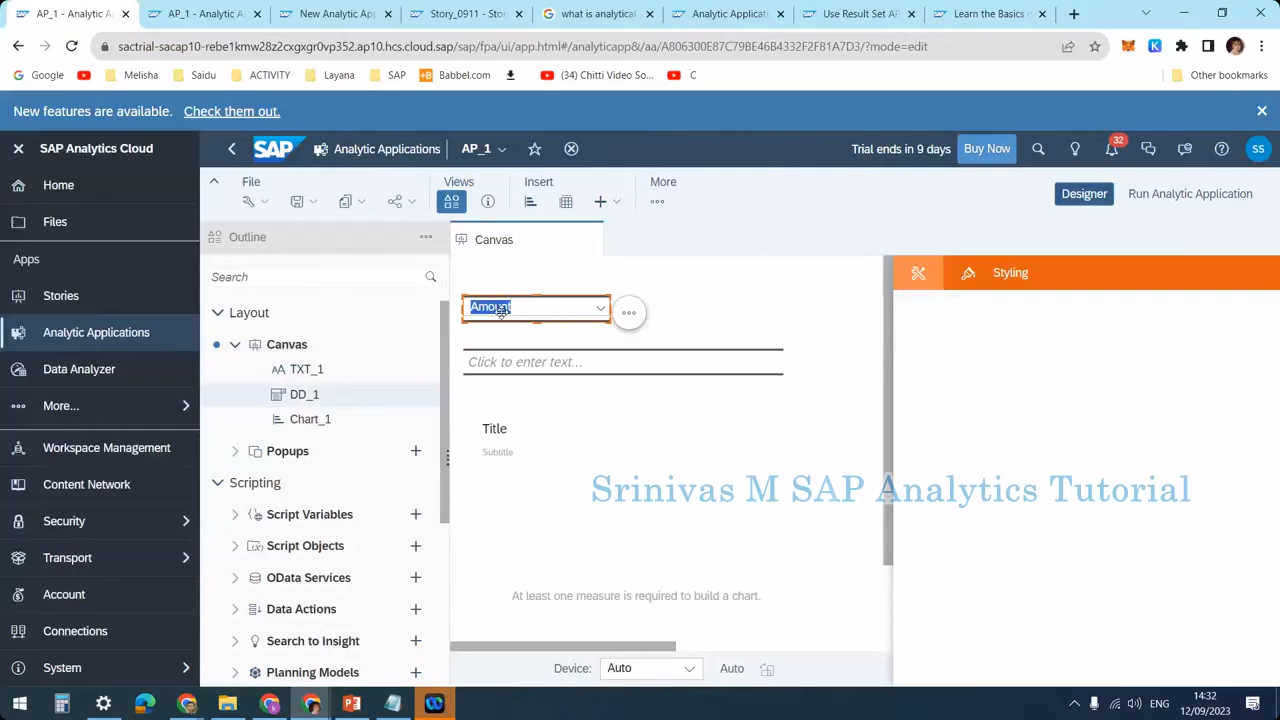 AP_1 - Analytic Applicati
AP_1 - Analytic Applicati
New Analytic Application
Story_0911 - Stories
what is analytical
Analytic Applicat
Use Result Set AP
Learn the Basics
sactrial-sacap10-rebe1kmw28z2cxgxgr0vp352.ap10.hcs.cloud.sap/sap/fpa/ui/app.html#/analyticapp&/aa/A806300E87C79BE46B4332F2F81A7D3/?mode=edit
Google
Melisha
Saidu
ACTIVITY
Layana
SAP
Babbel.com
(34) Chitti Video So...
C
Other bookmarks
New features are available. Check them out.
SAP Analytics Cloud
SAP
Analytic Applications
AP_1
Trial ends in 9 days
Buy Now
32
SS
Home
Files
Apps
Stories
Analytic Applications
Data Analyzer
More...
Workspace Management
Content Network
Security
Transport
Account
Connections
System
File
Views
Insert
More
Designer
Run Analytic Application
Outline
Search
Layout
Canvas
TXT_1
DD_1
Chart_1
Popups
Scripting
Script Variables
Script Objects
OData Services
Data Actions
Search to Insight
Planning Models
Canvas
Amount
Click to enter text...
Title
Subtitle
Srinivas M SAP Analytics Tutorial
At least one measure is required to build a chart.
Device:
Auto
Auto
Styling
ENG
14:32
12/09/2023